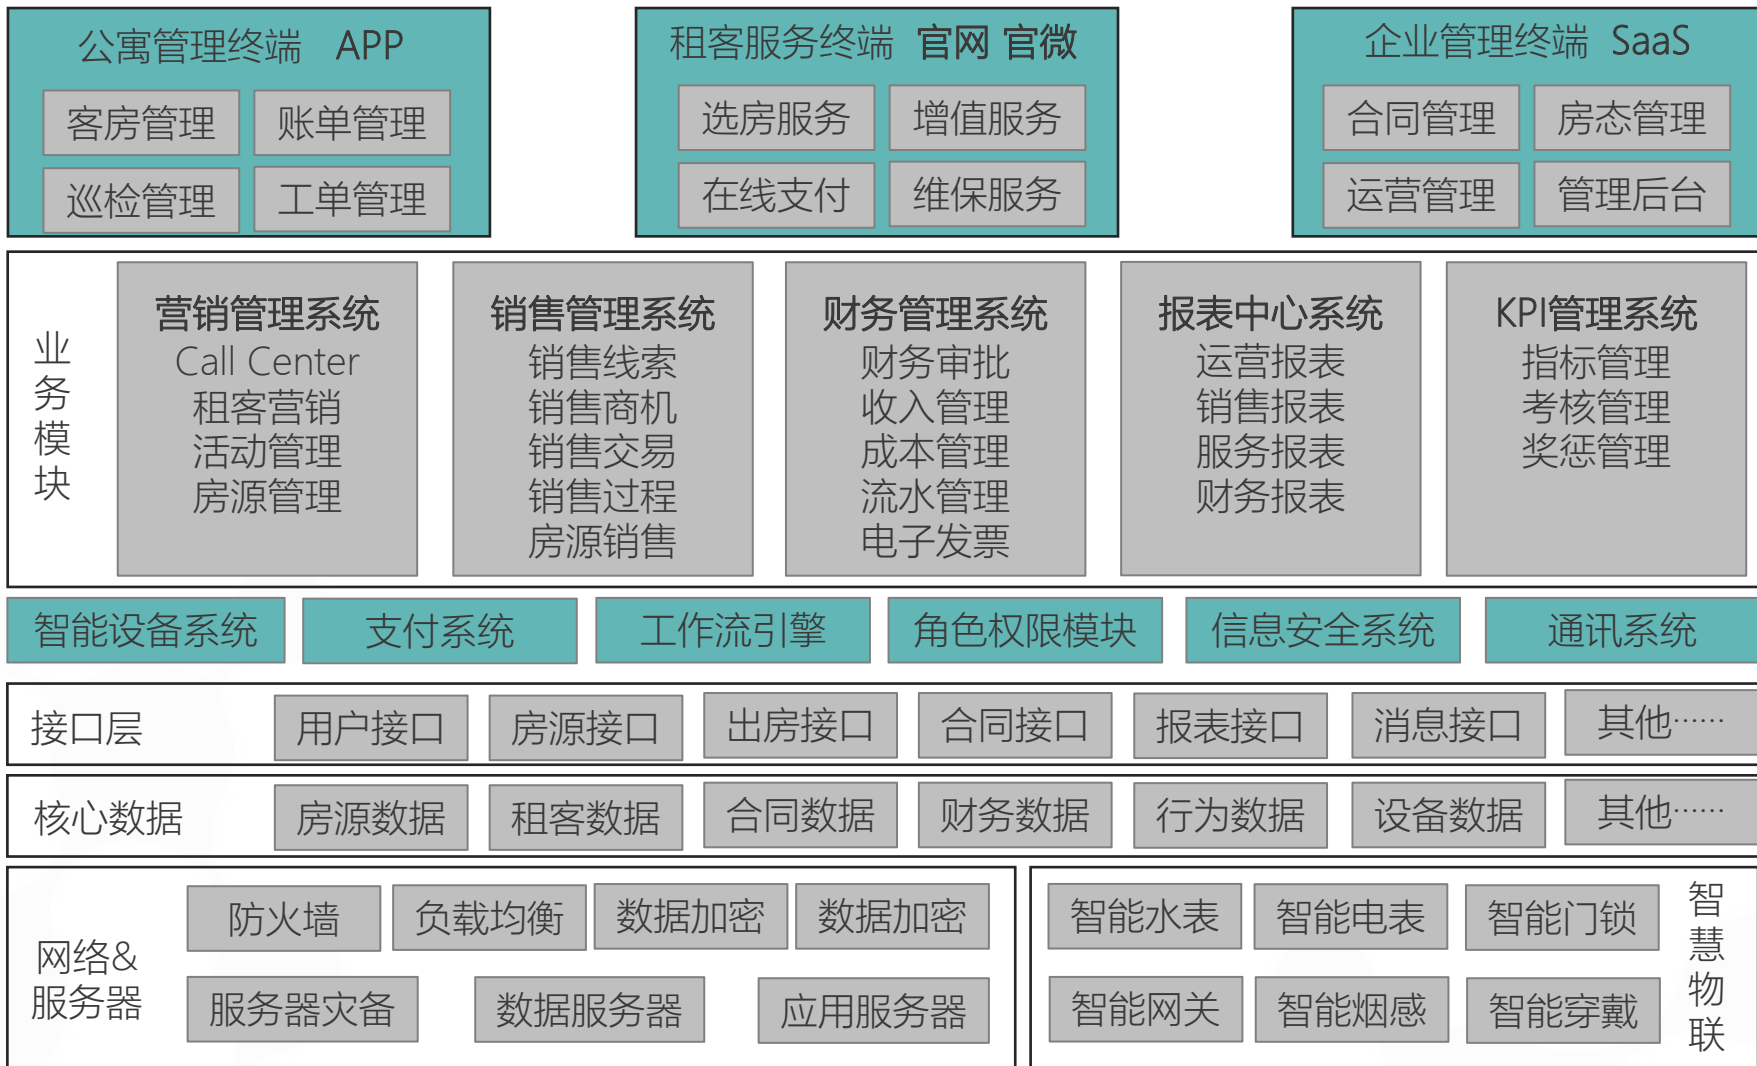 公寓管理终端 APP
客房管理
账单管理
巡检管理
工单管理
租客服务终端 官网 官微
选房服务
增值服务
在线支付
维保服务
企业管理终端 SaaS
合同管理
房态管理
运营管理
管理后台
业务模块
营销管理系统
Call Center
租客营销
活动管理
房源管理
销售管理系统
销售线索
销售商机
销售交易
销售过程
房源销售
财务管理系统
财务审批
收入管理
成本管理
流水管理
电子发票
报表中心系统
运营报表
销售报表
服务报表
财务报表
KPI管理系统
指标管理
考核管理
奖惩管理
智能设备系统
支付系统
工作流引擎
角色权限模块
信息安全系统
通讯系统
接口层
用户接口
房源接口
出房接口
合同接口
报表接口
消息接口
其他……
核心数据
房源数据
租客数据
合同数据
财务数据
行为数据
设备数据
其他……
网络&
服务器
防火墙
负载均衡
数据加密
数据加密
服务器灾备
数据服务器
应用服务器
智能水表
智能电表
智能门锁
智能网关
智能烟感
智能穿戴
智慧物联